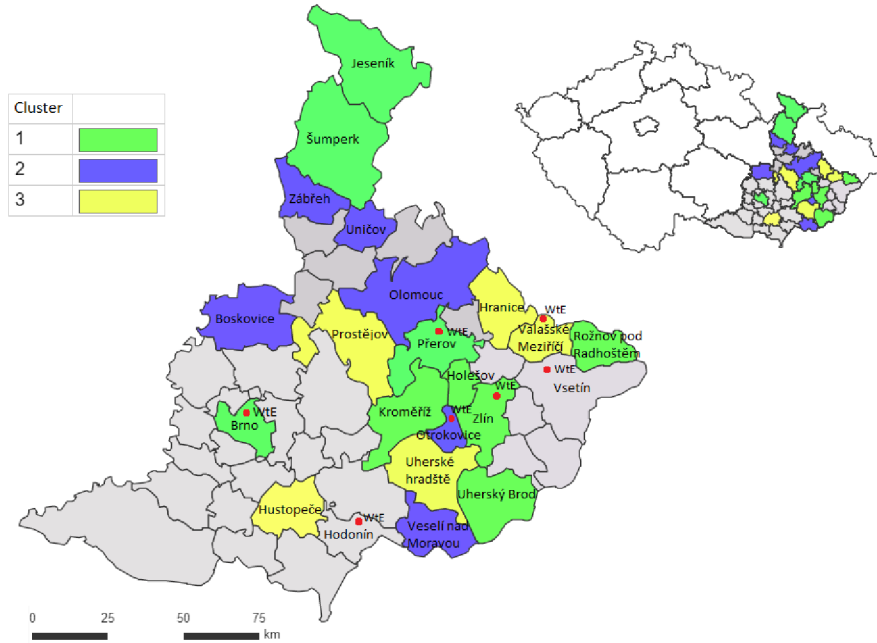 Jeseník
Cluster
1
2
3
Šumperk
Zábřeh
Uničov
Olomouc
Hranice
WtE
Boskovice
Prostějov
WtE
Přerov
Valašské
Meziříčí
Rožnov pod
Radhoštěm
Holešov
WtE
Vsetín
WtE
Kroměříž
WtE
Zlín
WtE
Brno
Otrokovice
Uherské
hradiště
Uherský Brod
Hustopeče
WtE
Hodonín
Veselí nad
Moravou
0 25 50 75
km